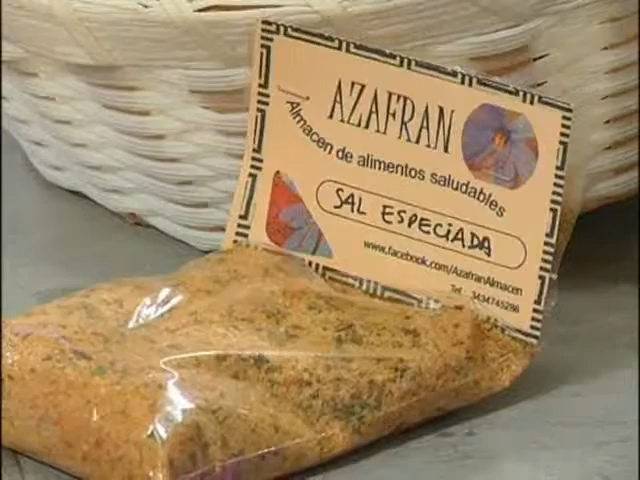 AZAFRAN
Almacen de alimentos saludables
SAL ESPECIADA
www.facebook.com/AzafranAlmacen
Tel.: 3434745286